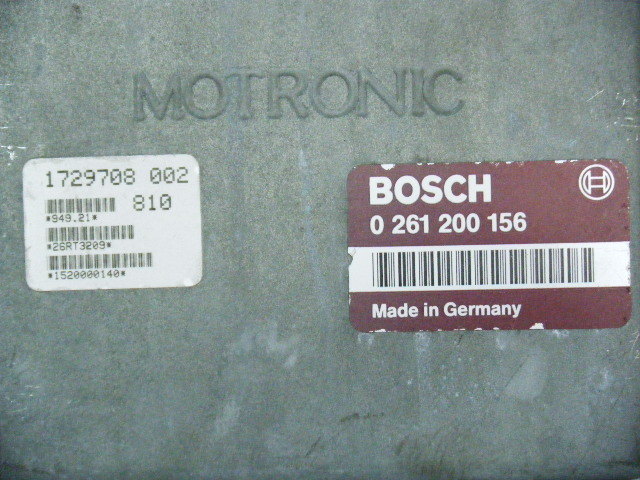 MOTRONIC
1729708 002
810
*949.21*
*26RT3209*
*1520000140*
BOSCH
0 261 200 156
Made in Germany